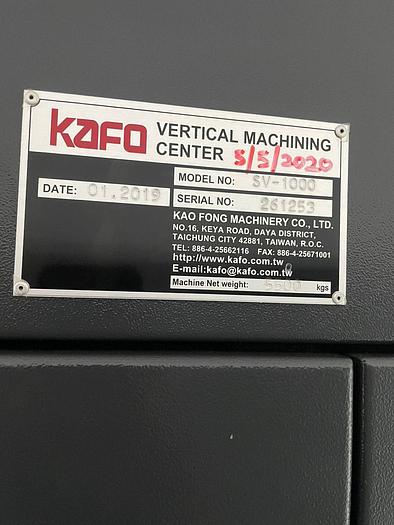 KAFO VERTICAL MACHINING
CENTER 5/5/2020
MODEL NO: SV-1000
DATE: 01.2019
SERIAL NO: 261253
KAO FONG MACHINERY CO., LTD.
NO.16, KEYA ROAD, DAYA DISTRICT,
TAICHUNG CITY 42881, TAIWAN, R.O.C.
TEL: 886-4-25662116 FAX: 886-4-25671001
http://www.kafo.com.tw
E-mail:kafo@kafo.com.tw
Machine Net weight: 5500 kgs